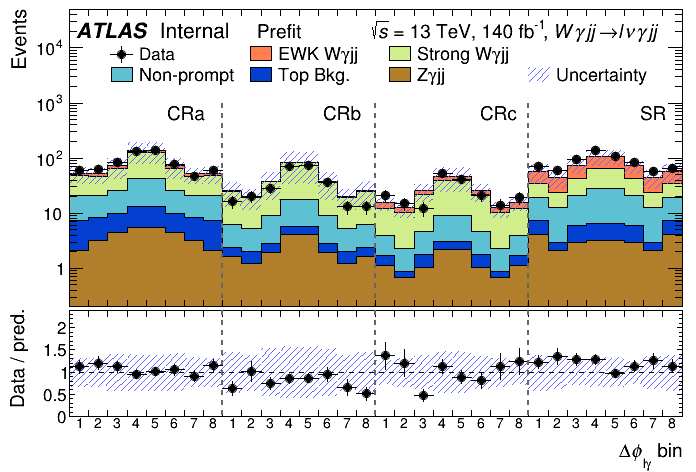 ATLAS Internal Prefit √s = 13 TeV, 140 fb⁻¹, Wγjj→lνγjj
Data EWK Wγjj Strong Wγjj
Non-prompt Top Bkg. Zγjj Uncertainty
CRa CRb CRc SR
Events
10⁴
10³
10²
10
1
Data / pred.
2
1.5
1
0.5
0
1 2 3 4 5 6 7 8 1 2 3 4 5 6 7 8 1 2 3 4 5 6 7 8 1 2 3 4 5 6 7 8
Δϕ_lγ bin